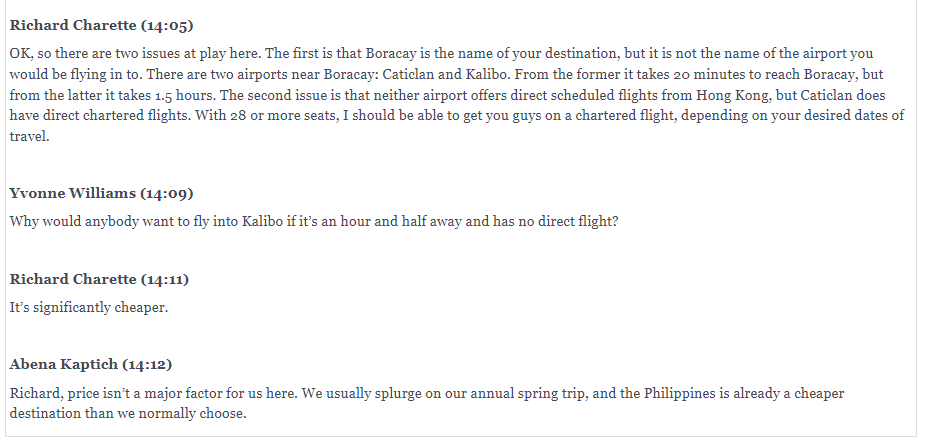 Richard Charette (14:05)
OK, so there are two issues at play here. The first is that Boracay is the name of your destination, but it is not the name of the airport you
would be flying in to. There are two airports near Boracay: Caticlan and Kalibo. From the former it takes 20 minutes to reach Boracay, but
from the latter it takes 1.5 hours. The second issue is that neither airport offers direct scheduled flights from Hong Kong, but Caticlan does
have direct chartered flights. With 28 or more seats, I should be able to get you guys on a chartered flight, depending on your desired dates of
travel.
Yvonne Williams (14:09)
Why would anybody want to fly into Kalibo if it’s an hour and half away and has no direct flight?
Richard Charette (14:11)
It’s significantly cheaper.
Abena Kaptich (14:12)
Richard, price isn’t a major factor for us here. We usually splurge on our annual spring trip, and the Philippines is already a cheaper
destination than we normally choose.